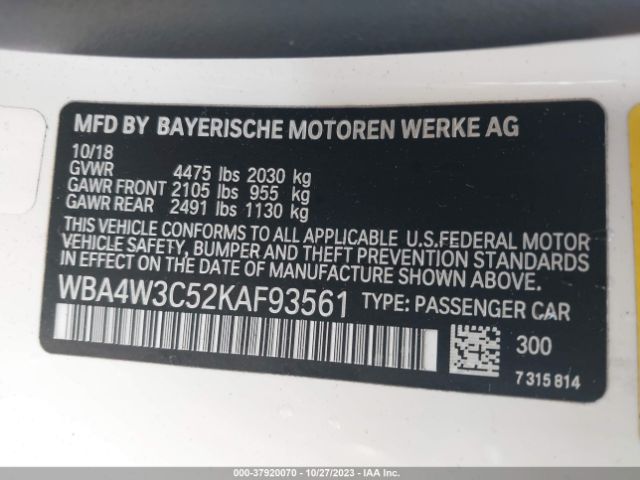 MFD BY BAYERISCHE MOTOREN WERKE AG
10/18
GVWR 4475 lbs 2030 kg
GAWR FRONT 2105 lbs 955 kg
GAWR REAR 2491 lbs 1130 kg
THIS VEHICLE CONFORMS TO ALL APPLICABLE U.S.FEDERAL MOTOR
VEHICLE SAFETY, BUMPER AND THEFT PREVENTION STANDARDS
IN EFFECT ON THE DATE OF MANUFACTURE SHOWN ABOVE.
WBA4W3C52KAF93561 TYPE: PASSENGER CAR
300
7 315 814
000-37920070 - 10/27/2023 - IAA Inc.